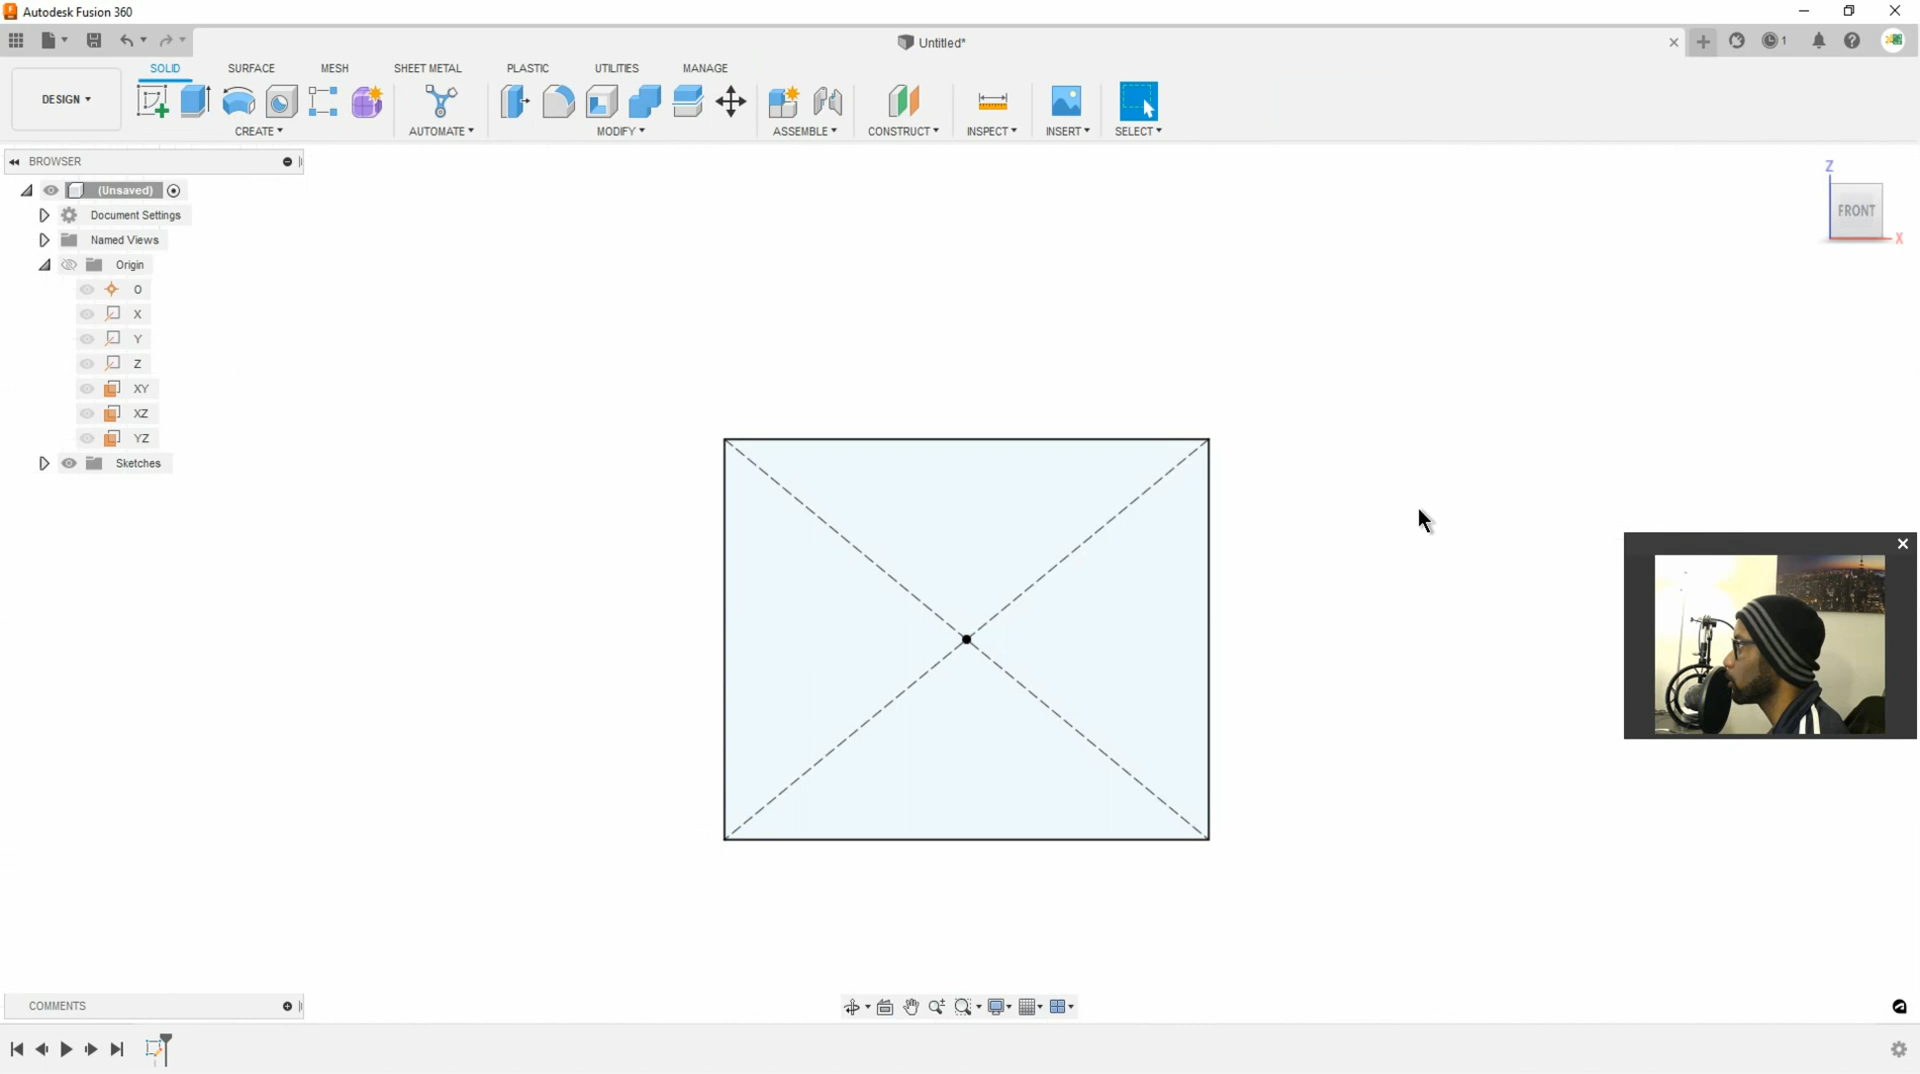 Autodesk Fusion 360
Untitled*
1
DESIGN
SOLID
SURFACE
MESH
SHEET METAL
PLASTIC
UTILITIES
MANAGE
CREATE
AUTOMATE
MODIFY
ASSEMBLE
CONSTRUCT
INSPECT
INSERT
SELECT
BROWSER
(Unsaved)
Document Settings
Named Views
Origin
O
X
Y
Z
XY
XZ
YZ
Sketches
Z
FRONT
X
COMMENTS